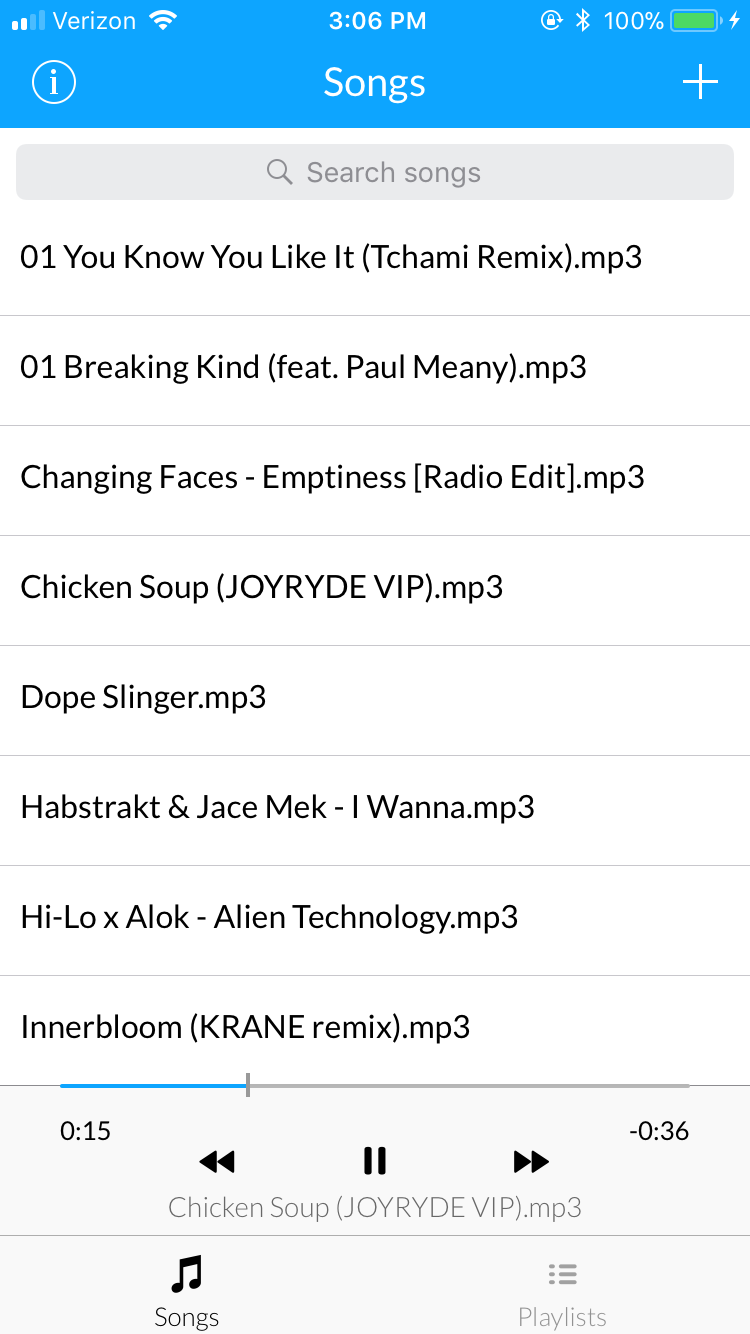 Verizon 3:06 PM 100%
i Songs +
Search songs
01 You Know You Like It (Tchami Remix).mp3
01 Breaking Kind (feat. Paul Meany).mp3
Changing Faces - Emptiness [Radio Edit].mp3
Chicken Soup (JOYRYDE VIP).mp3
Dope Slinger.mp3
Habstrakt & Jace Mek - I Wanna.mp3
Hi-Lo x Alok - Alien Technology.mp3
Innerbloom (KRANE remix).mp3
0:15 -0:36
Chicken Soup (JOYRYDE VIP).mp3
Songs Playlists